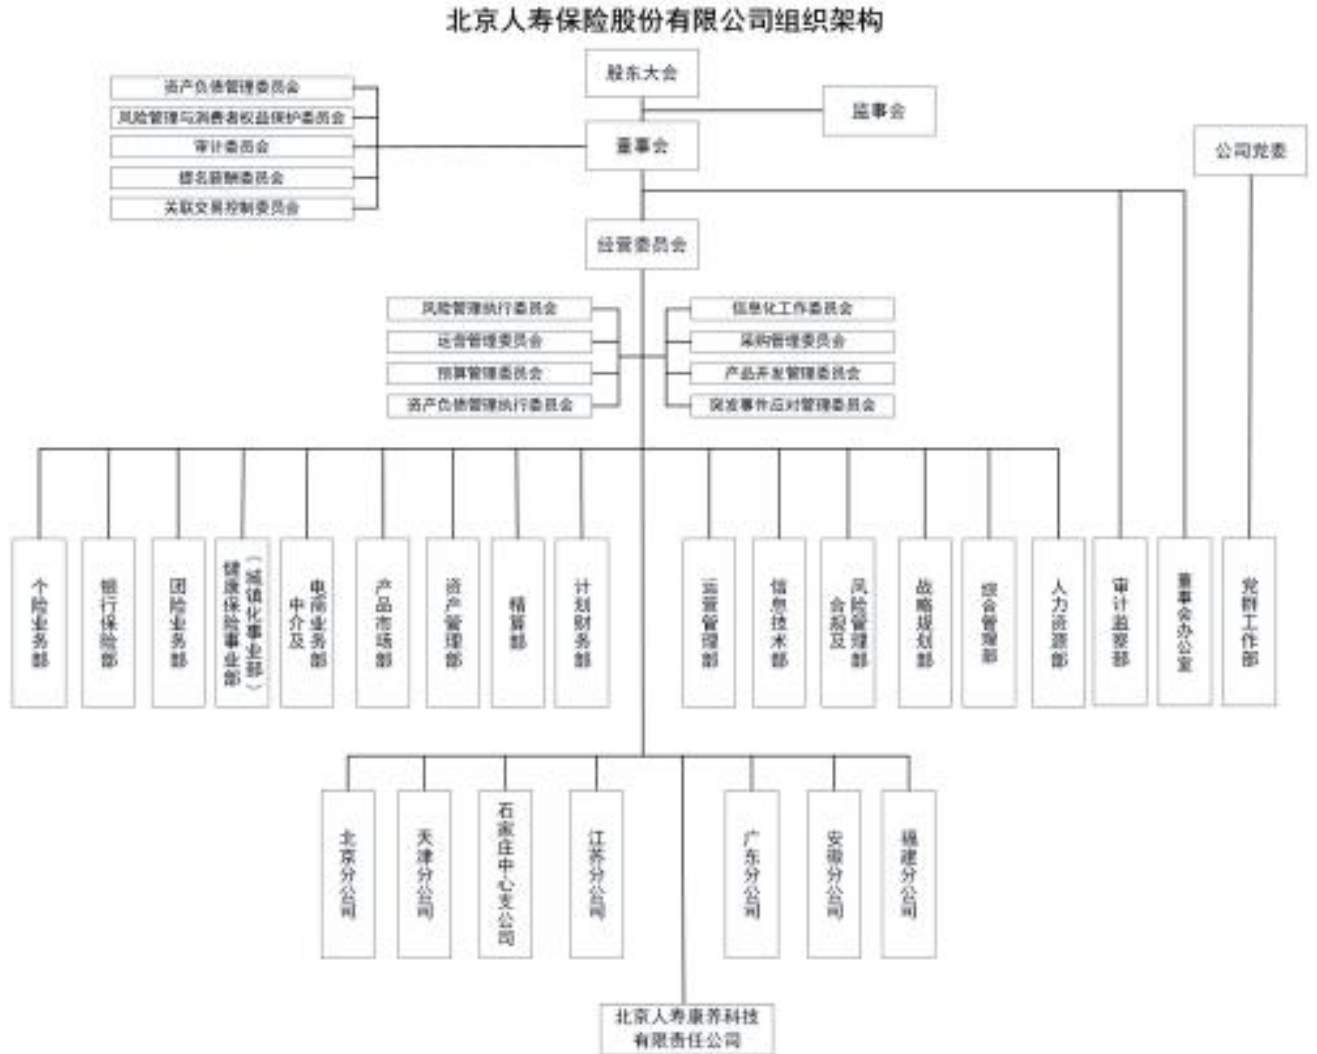 北京人寿保险股份有限公司组织架构
股东大会
监事会
董事会
公司党委
资产负债管理委员会
风险管理与消费者权益保护委员会
审计委员会
提名薪酬委员会
关联交易控制委员会
经营委员会
风险管理执行委员会
运营管理委员会
预算管理委员会
资产负债管理执行委员会
信息化工作委员会
采购管理委员会
产品开发管理委员会
突发事件应对管理委员会
个险业务部
银行保险部
团险业务部
健康保险事业部
（城镇化事业部）
中介及
电商业务部
产品市场部
资产管理部
精算部
计划财务部
运营管理部
信息技术部
合规及
风险管理部
战略规划部
综合管理部
人力资源部
审计监察部
董事会办公室
党群工作部
北京分公司
天津分公司
石家庄中心支公司
江苏分公司
广东分公司
安徽分公司
福建分公司
北京人寿康养科技
有限责任公司